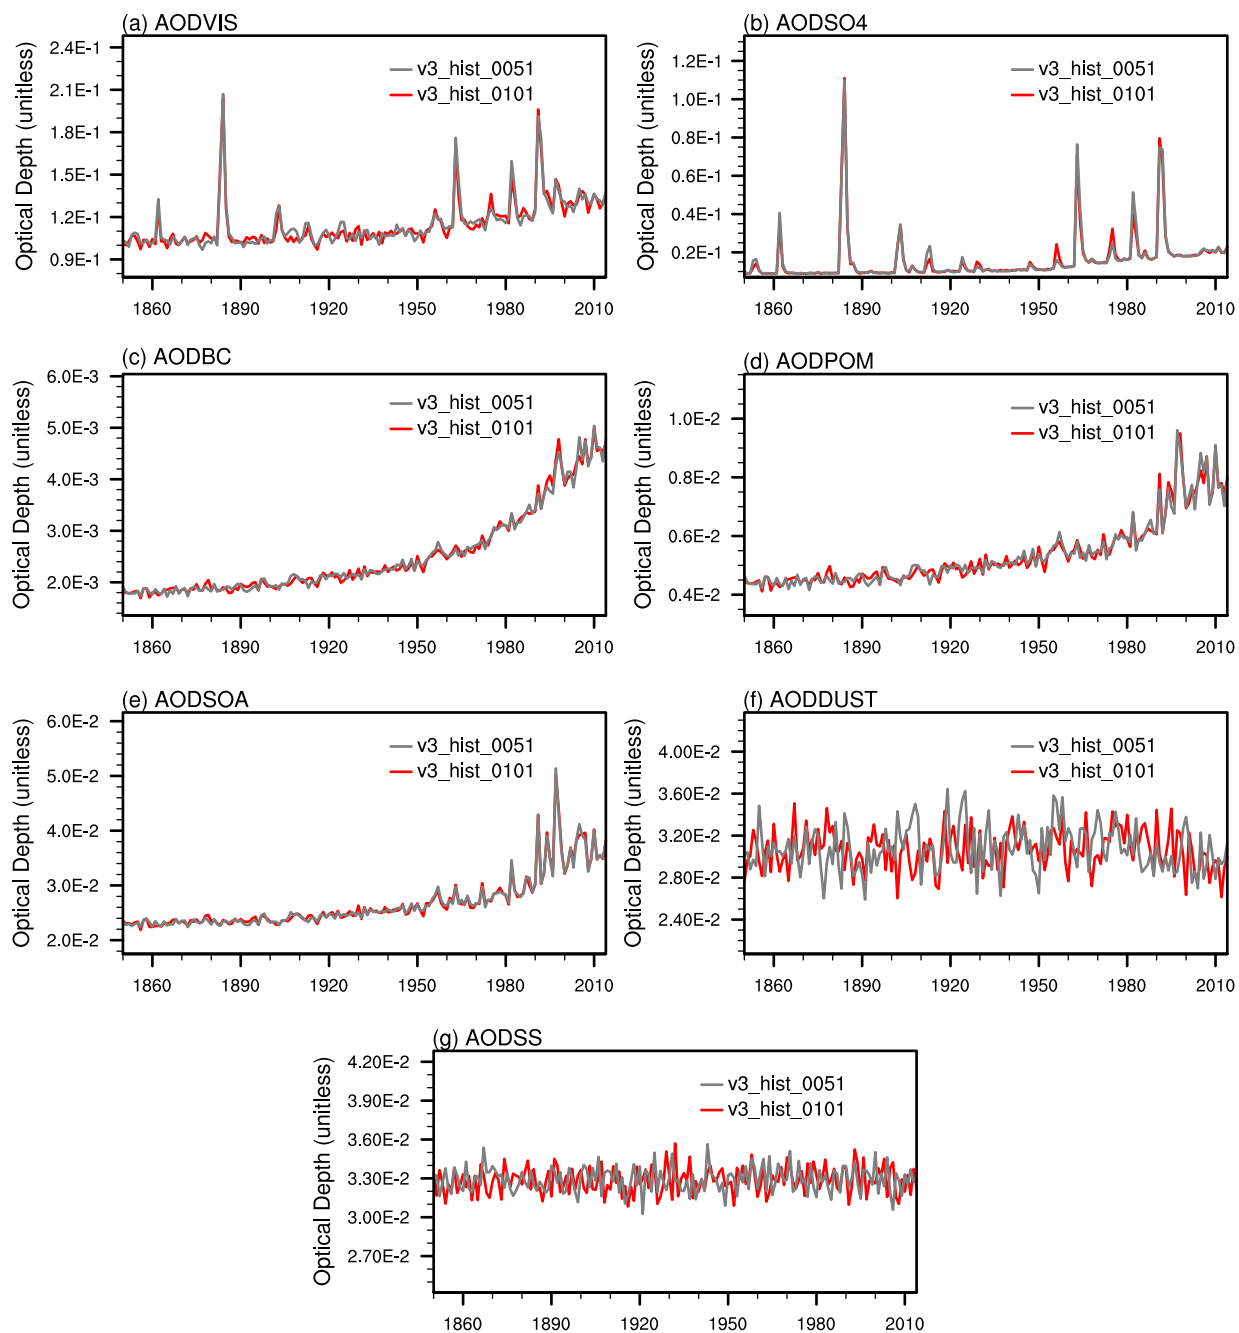 (a) AODVIS
Optical Depth (unitless)
2.4E-1
2.1E-1
1.8E-1
1.5E-1
1.2E-1
0.9E-1
v3_hist_0051
v3_hist_0101
1860 1890 1920 1950 1980 2010
(b) AODSO4
Optical Depth (unitless)
1.2E-1
1.0E-1
0.8E-1
0.6E-1
0.4E-1
0.2E-1
v3_hist_0051
v3_hist_0101
1860 1890 1920 1950 1980 2010
(c) AODBC
Optical Depth (unitless)
6.0E-3
5.0E-3
4.0E-3
3.0E-3
2.0E-3
v3_hist_0051
v3_hist_0101
1860 1890 1920 1950 1980 2010
(d) AODPOM
Optical Depth (unitless)
1.0E-2
0.8E-2
0.6E-2
0.4E-2
v3_hist_0051
v3_hist_0101
1860 1890 1920 1950 1980 2010
(e) AODSOA
Optical Depth (unitless)
6.0E-2
5.0E-2
4.0E-2
3.0E-2
2.0E-2
v3_hist_0051
v3_hist_0101
1860 1890 1920 1950 1980 2010
(f) AODDUST
Optical Depth (unitless)
4.00E-2
3.60E-2
3.20E-2
2.80E-2
2.40E-2
v3_hist_0051
v3_hist_0101
1860 1890 1920 1950 1980 2010
(g) AODSS
Optical Depth (unitless)
4.20E-2
3.90E-2
3.60E-2
3.30E-2
3.00E-2
2.70E-2
v3_hist_0051
v3_hist_0101
1860 1890 1920 1950 1980 2010